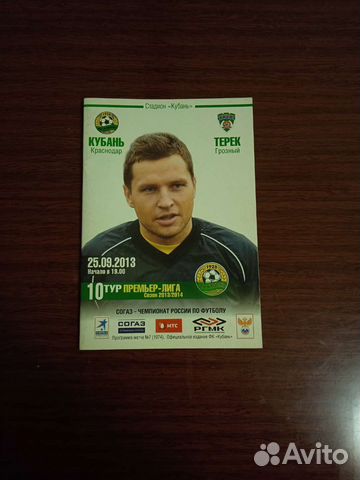 Стадион «Кубань»
КУБАНЬ
Краснодар
ТЕРЕК
Грозный
25.09.2013
Начало в 19.00
10 ТУР ПРЕМЬЕР-ЛИГА
Сезон 2013/2014
СОГАЗ – ЧЕМПИОНАТ РОССИИ ПО ФУТБОЛУ
СОГАЗ
МТС
РГМК
Программа матча №7 (1974). Официальное издание ФК «Кубань»
Avito